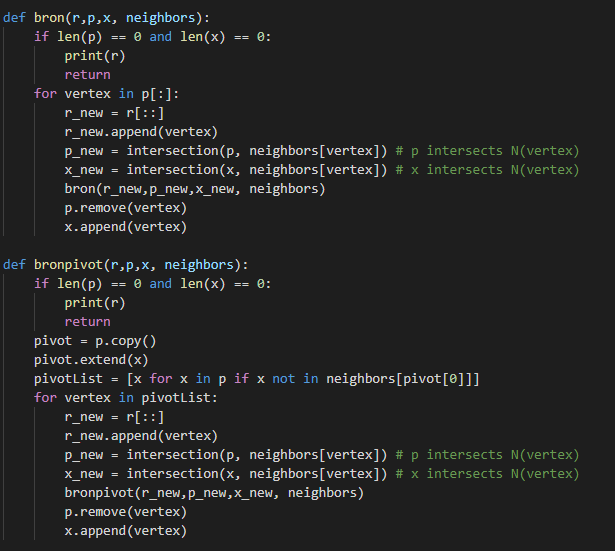 def bron(r,p,x, neighbors):
    if len(p) == 0 and len(x) == 0:
        print(r)
        return
    for vertex in p[:]:
        r_new = r[::]
        r_new.append(vertex)
        p_new = intersection(p, neighbors[vertex]) # p intersects N(vertex)
        x_new = intersection(x, neighbors[vertex]) # x intersects N(vertex)
        bron(r_new,p_new,x_new, neighbors)
        p.remove(vertex)
        x.append(vertex)

def bronpivot(r,p,x, neighbors):
    if len(p) == 0 and len(x) == 0:
        print(r)
        return
    pivot = p.copy()
    pivot.extend(x)
    pivotList = [x for x in p if x not in neighbors[pivot[0]]]
    for vertex in pivotList:
        r_new = r[::]
        r_new.append(vertex)
        p_new = intersection(p, neighbors[vertex]) # p intersects N(vertex)
        x_new = intersection(x, neighbors[vertex]) # x intersects N(vertex)
        bronpivot(r_new,p_new,x_new, neighbors)
        p.remove(vertex)
        x.append(vertex)